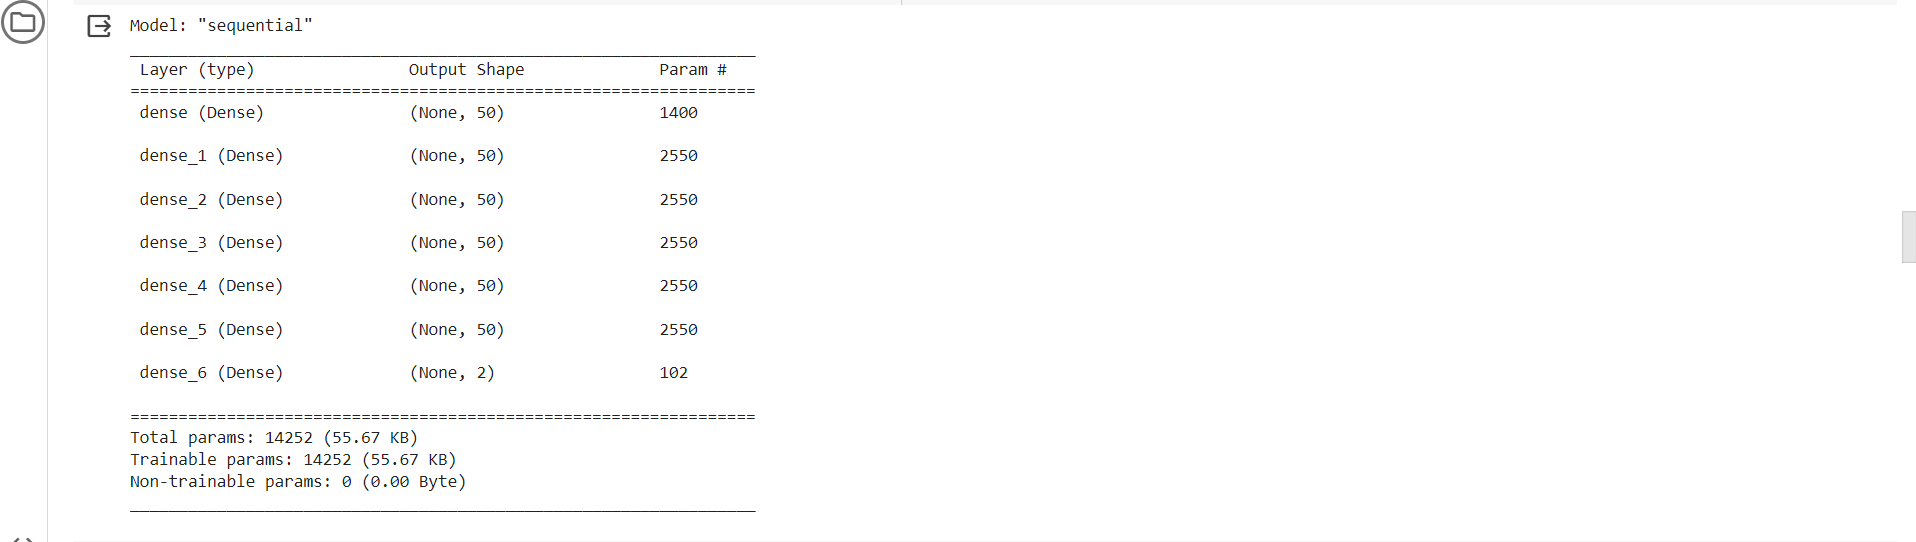 Model: "sequential"
Layer (type) Output Shape Param #
dense (Dense) (None, 50) 1400
dense_1 (Dense) (None, 50) 2550
dense_2 (Dense) (None, 50) 2550
dense_3 (Dense) (None, 50) 2550
dense_4 (Dense) (None, 50) 2550
dense_5 (Dense) (None, 50) 2550
dense_6 (Dense) (None, 2) 102
Total params: 14252 (55.67 KB)
Trainable params: 14252 (55.67 KB)
Non-trainable params: 0 (0.00 Byte)